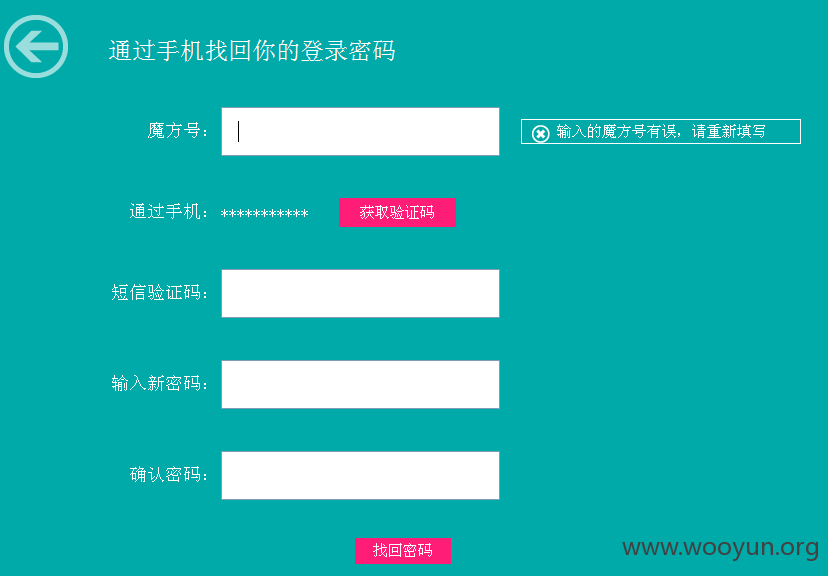 通过手机找回你的登录密码
魔方号： 输入的魔方号有误，请重新填写
通过手机：*********** 获取验证码
短信验证码：
输入新密码：
确认密码：
找回密码
www.wooyun.org